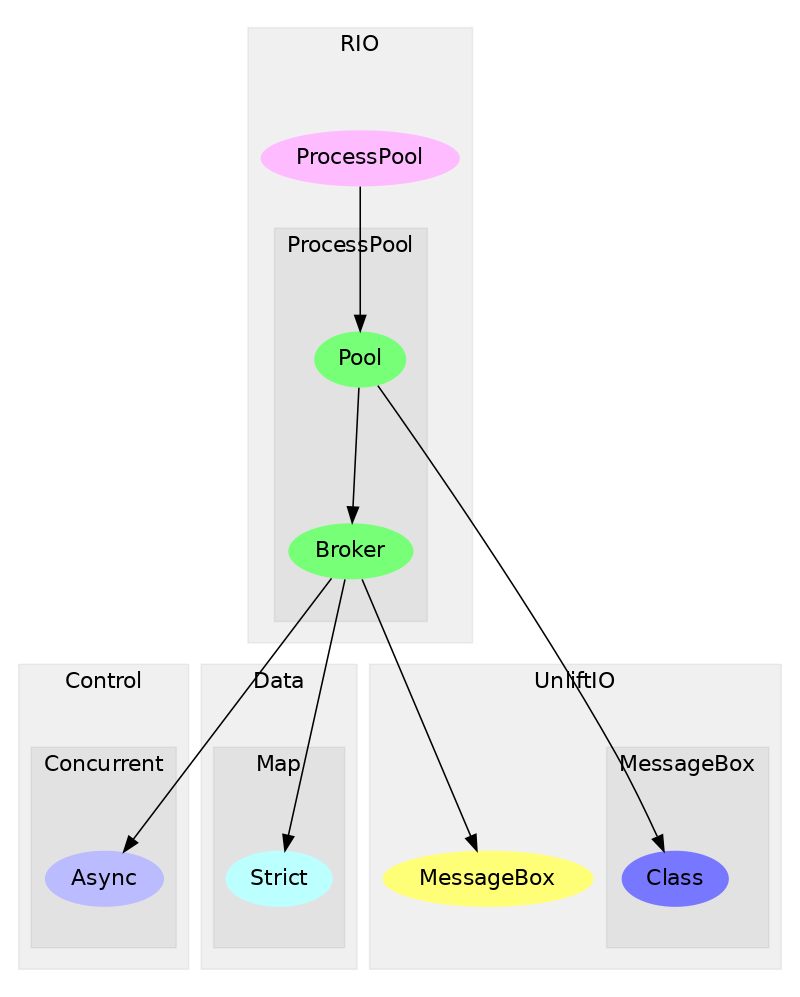 RIO
ProcessPool
ProcessPool
Pool
Broker
Control
Data
UnliftIO
Concurrent
Map
MessageBox
Async
Strict
MessageBox
Class